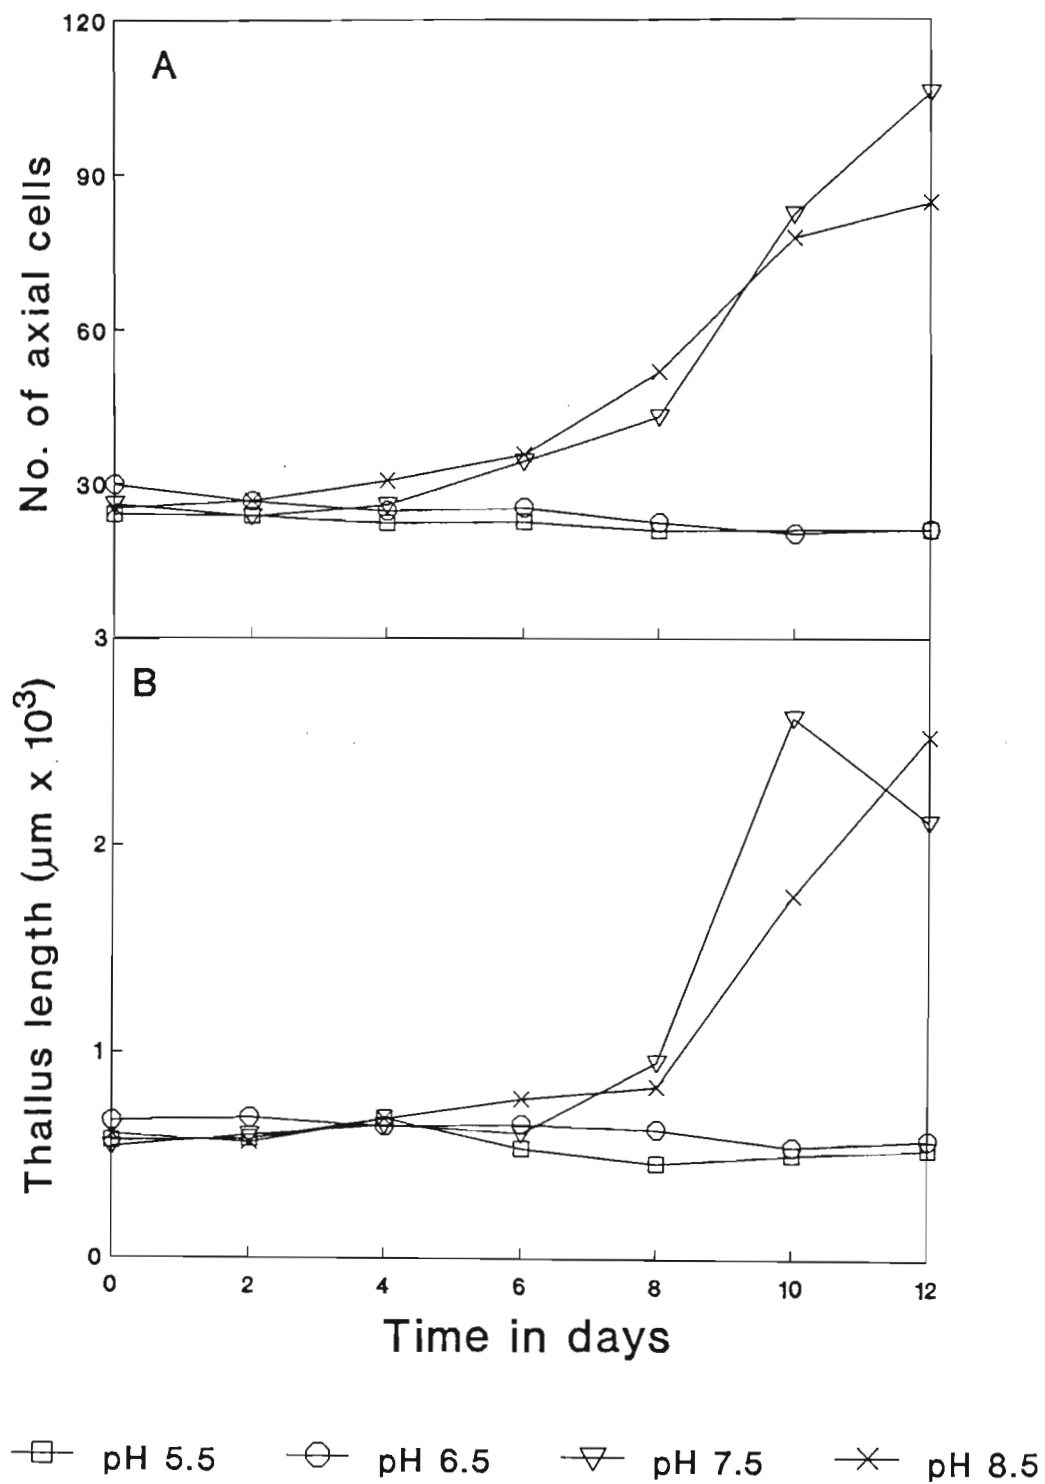 120
A
90
60
30
No. of axial cells
3
B
2
1
0
Thallus length (μm x 10³)
0 2 4 6 8 10 12
Time in days
pH 5.5 pH 6.5 pH 7.5 pH 8.5